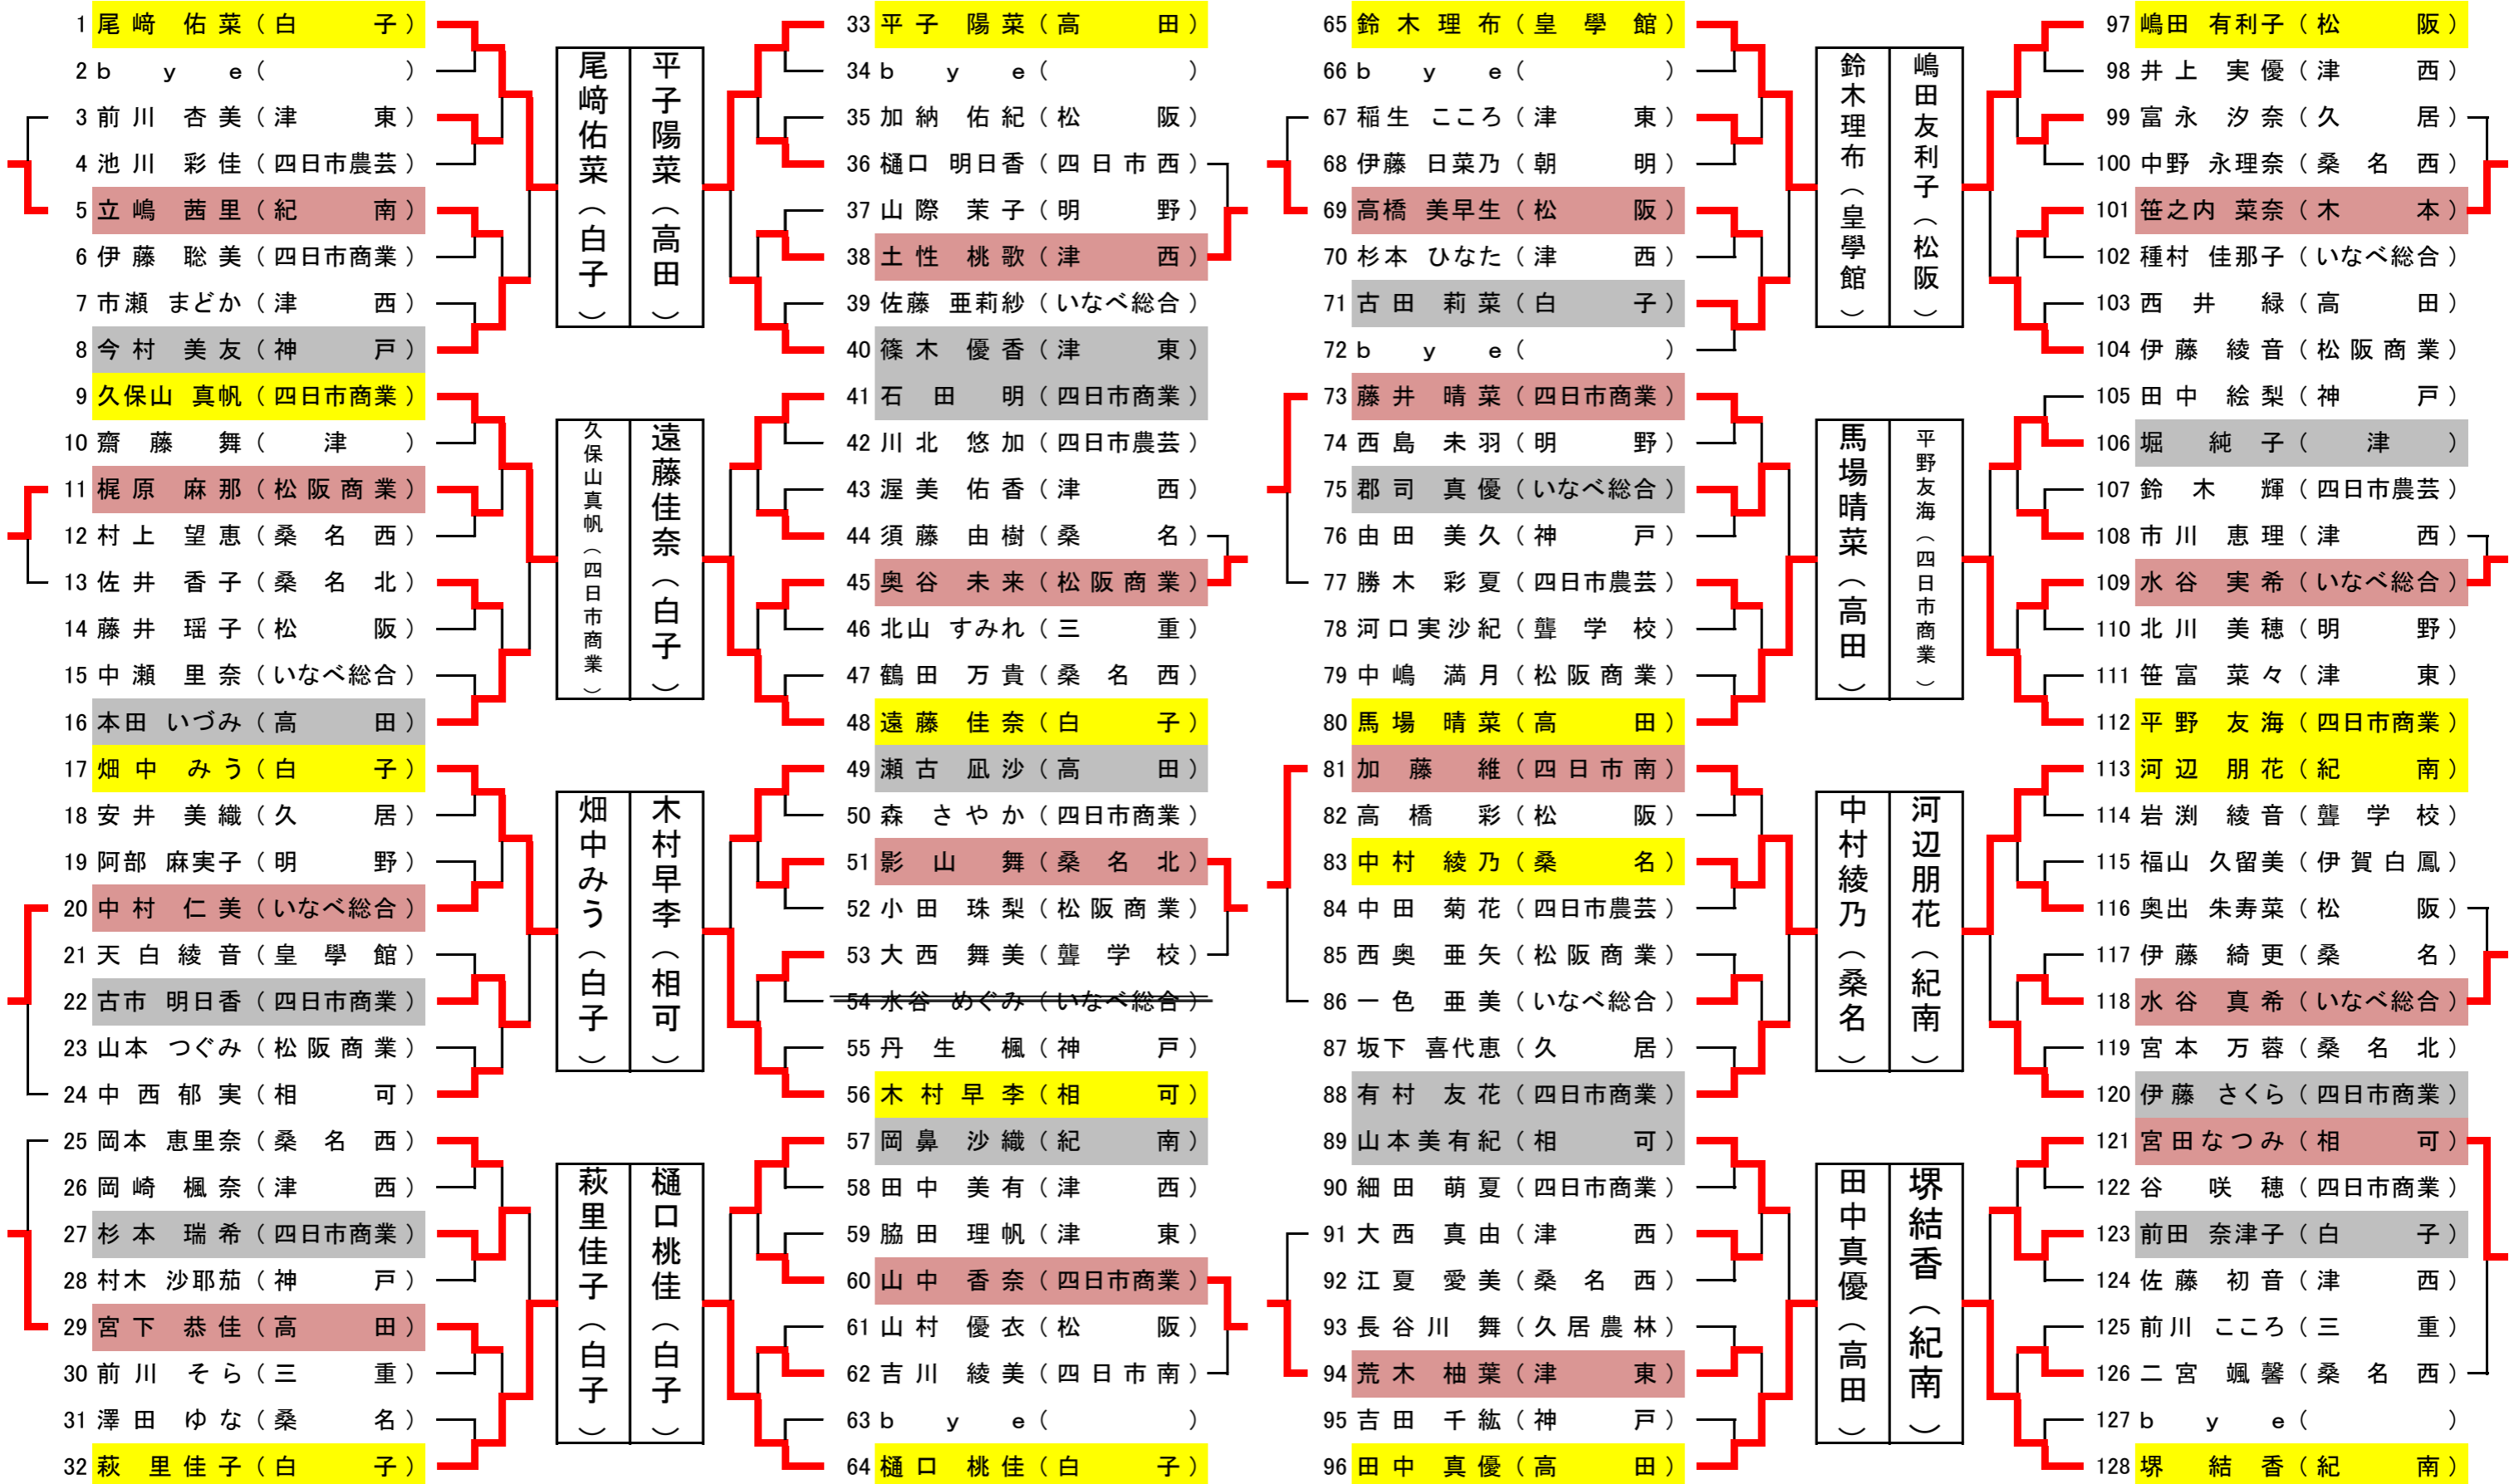 1 尾﨑 佑菜（白子）
2 bye（ ）
3 前川 杏美（津東）
4 池川 彩佳（四日市農芸）
5 立嶋 茜里（紀南）
6 伊藤 聡美（四日市商業）
7 市瀬 まどか（津西）
8 今村 美友（神戸）
9 久保山 真帆（四日市商業）
10 齋藤 舞（津）
11 梶原 麻那（松阪商業）
12 村上 望恵（桑名西）
13 佐井 香子（桑名北）
14 藤井 瑶子（松阪）
15 中瀬 里奈（いなべ総合）
16 本田 いづみ（高田）
17 畑中 みう（白子）
18 安井 美織（久居）
19 阿部 麻実子（明野）
20 中村 仁美（いなべ総合）
21 天白綾音（皇學館）
22 古市 明日香（四日市商業）
23 山本 つぐみ（松阪商業）
24 中西郁実（相可）
25 岡本 恵里奈（桑名西）
26 岡崎 楓奈（津西）
27 杉本 瑞希（四日市商業）
28 村木 沙耶茄（神戸）
29 宮下 恭佳（高田）
30 前川 そら（三重）
31 澤田 ゆな（桑名）
32 萩 里佳子（白子）
尾﨑佑菜（白子）
平子陽菜（高田）
久保山真帆（四日市商業）
遠藤佳奈（白子）
畑中みう（白子）
木村早李（相可）
萩里佳子（白子）
樋口桃佳（白子）
33 平子 陽菜（高田）
34 bye（ ）
35 加納 佑紀（松阪）
36 樋口 明日香（四日市西）
37 山際 茉子（明野）
38 土性 桃歌（津西）
39 佐藤 亜莉紗（いなべ総合）
40 篠木 優香（津東）
41 石田 明（四日市商業）
42 川北 悠加（四日市農芸）
43 渥美 佑香（津西）
44 須藤 由樹（桑名）
45 奥谷 未来（松阪商業）
46 北山 すみれ（三重）
47 鶴田 万貴（桑名西）
48 遠藤 佳奈（白子）
49 瀬古 凪沙（高田）
50 森 さやか（四日市商業）
51 影山 舞（桑名北）
52 小田 珠梨（松阪商業）
53 大西 舞美（聾学校）
54 水谷 めぐみ（いなべ総合）
55 丹生 楓（神戸）
56 木村早李（相可）
57 岡鼻 沙織（紀南）
58 田中 美有（津西）
59 脇田 理帆（津東）
60 山中 香奈（四日市商業）
61 山村 優衣（松阪）
62 吉川 綾美（四日市南）
63 bye（ ）
64 樋口 桃佳（白子）
65 鈴木理布（皇學館）
66 bye（ ）
67 稲生 こころ（津東）
68 伊藤 日菜乃（朝明）
69 高橋 美早生（松阪）
70 杉本 ひなた（津西）
71 古田 莉菜（白子）
72 bye（ ）
73 藤井 晴菜（四日市商業）
74 西島 未羽（明野）
75 郡司 真優（いなべ総合）
76 由田 美久（神戸）
77 勝木 彩夏（四日市農芸）
78 河口実沙紀（聾学校）
79 中嶋 満月（松阪商業）
80 馬場 晴菜（高田）
81 加藤 維（四日市南）
82 高橋 彩（松阪）
83 中村 綾乃（桑名）
84 中田 菊花（四日市農芸）
85 西奥 亜矢（松阪商業）
86 一色 亜美（いなべ総合）
87 坂下 喜代恵（久居）
88 有村 友花（四日市商業）
89 山本美有紀（相可）
90 細田 萌夏（四日市商業）
91 大西 真由（津西）
92 江夏 愛美（桑名西）
93 長谷川 舞（久居農林）
94 荒木 柚葉（津東）
95 吉田 千紘（神戸）
96 田中 真優（高田）
鈴木理布（皇學館）
嶋田友利子（松阪）
馬場晴菜（高田）
平野友海（四日市商業）
中村綾乃（桑名）
河辺朋花（紀南）
田中真優（高田）
堺結香（紀南）
97 嶋田 有利子（松阪）
98 井上 実優（津西）
99 富永 汐奈（久居）
100 中野 永理奈（桑名西）
101 笹之内 菜奈（木本）
102 種村 佳那子（いなべ総合）
103 西井 緑（高田）
104 伊藤 綾音（松阪商業）
105 田中 絵梨（神戸）
106 堀 純子（津）
107 鈴木 輝（四日市農芸）
108 市川 恵理（津西）
109 水谷 実希（いなべ総合）
110 北川 美穂（明野）
111 笹富 菜々（津東）
112 平野 友海（四日市商業）
113 河辺 朋花（紀南）
114 岩渕 綾音（聾学校）
115 福山 久留美（伊賀白鳳）
116 奥出 朱寿菜（松阪）
117 伊藤 綺更（桑名）
118 水谷 真希（いなべ総合）
119 宮本 万蓉（桑名北）
120 伊藤 さくら（四日市商業）
121 宮田なつみ（相可）
122 谷 咲穂（四日市商業）
123 前田 奈津子（白子）
124 佐藤 初音（津西）
125 前川 こころ（三重）
126 二宮 颯馨（桑名西）
127 bye（ ）
128 堺 結香（紀南）